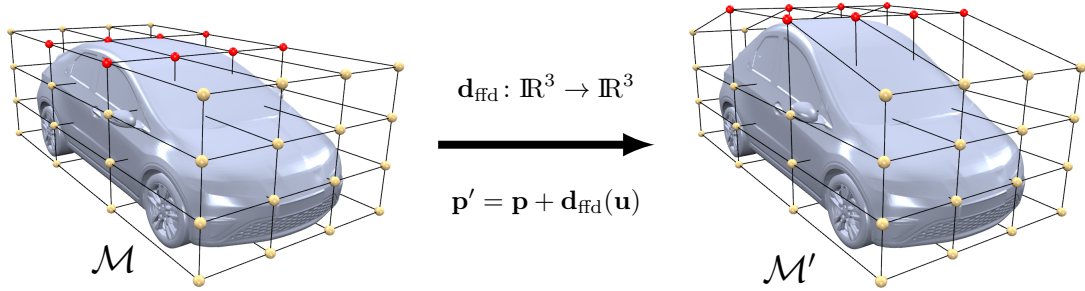 d_ffd : ℝ³ → ℝ³
p′ = p + d_ffd(u)
ℳ
ℳ′